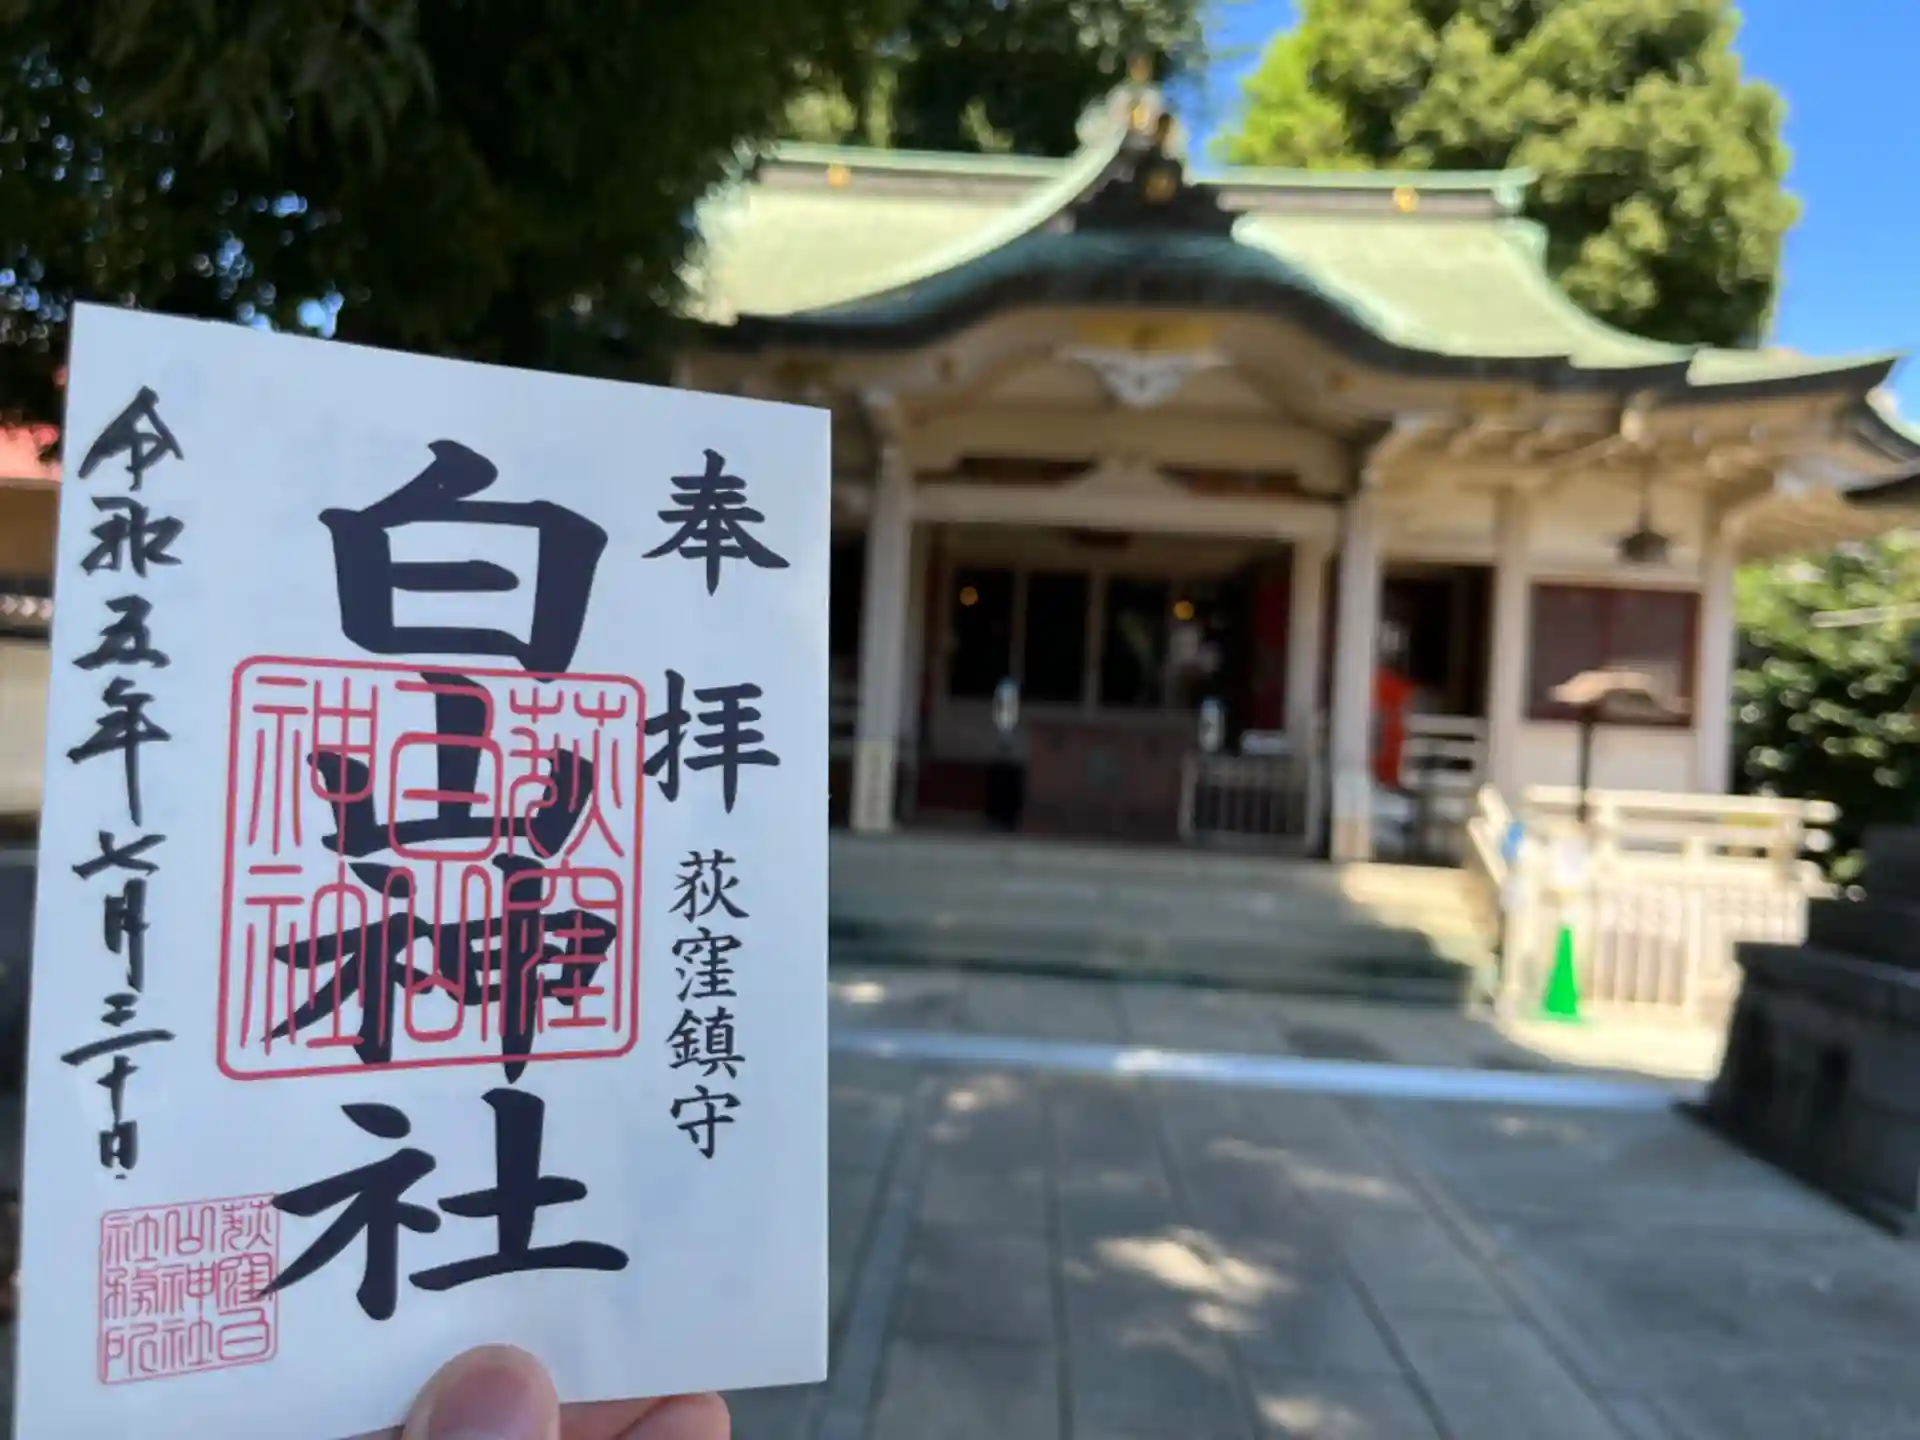 奉拝
荻窪鎮守
白山神社
令和五年七月三十日
荻窪
白山
神社
荻窪白
山神社
社務所